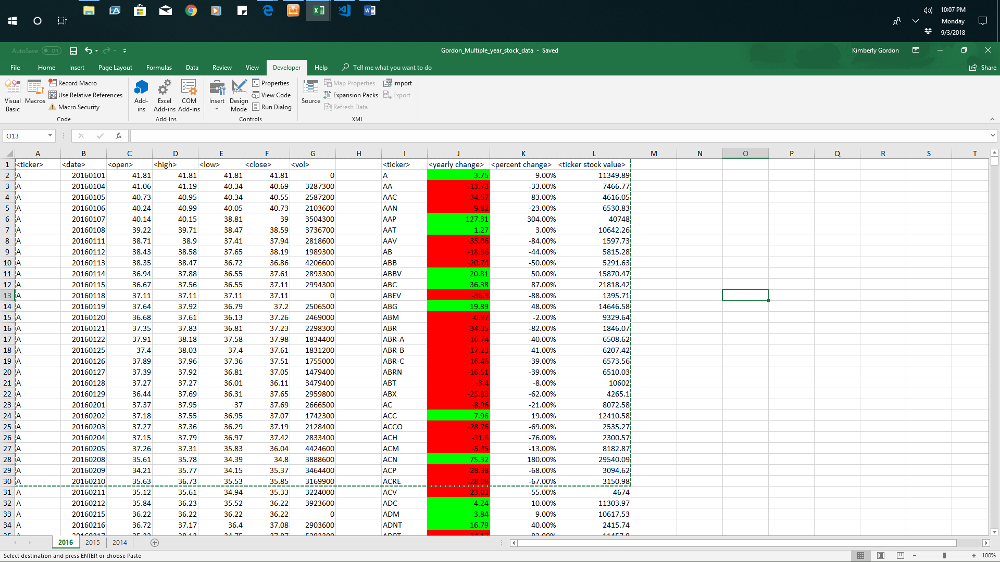 10:07 PM
Monday
9/3/2018
AutoSave Off
Gordon_Multiple_year_stock_data - Saved
Kimberly Gordon
File Home Insert Page Layout Formulas Data Review View Developer Help Tell me what you want to do
Share
Visual Basic
Macros
Record Macro
Use Relative References
Macro Security
Code
Add-ins
Excel Add-ins
COM Add-ins
Add-ins
Insert
Design Mode
Properties
View Code
Run Dialog
Controls
Source
Map Properties
Expansion Packs
Refresh Data
Import
Export
XML
O13
fx
A B C D E F G H I J K L M N O P Q R S T
1 <ticker> <date> <open> <high> <low> <close> <vol> <ticker> <yearly change> <percent change> <ticker stock value>
2 A 20160101 41.81 41.81 41.81 41.81 0 A 3.75 9.00% 11349.89
3 A 20160104 41.06 41.19 40.34 40.69 3287300 AA -13.73 -33.00% 7466.77
4 A 20160105 40.73 40.95 40.34 40.55 2587200 AAC -34.57 -83.00% 4616.05
5 A 20160106 40.24 40.99 40.05 40.73 2103600 AAN -9.82 -23.00% 6530.83
6 A 20160107 40.14 40.15 38.81 39 3504300 AAP 127.31 304.00% 40748
7 A 20160108 39.22 39.71 38.47 38.59 3736700 AAT 1.27 3.00% 10642.26
8 A 20160111 38.71 38.9 37.41 37.94 2818600 AAV -35.06 -84.00% 1597.73
9 A 20160112 38.43 38.58 37.65 38.19 1989300 AB -18.36 -44.00% 5815.28
10 A 20160113 38.35 38.47 36.72 36.86 4206600 ABB -20.74 -50.00% 5291.63
11 A 20160114 36.94 37.88 36.55 37.61 2893300 ABBV 20.81 50.00% 15870.47
12 A 20160115 36.67 37.56 36.55 37.11 2994300 ABC 36.38 87.00% 21818.42
13 A 20160118 37.11 37.11 37.11 37.11 0 ABEV -36.9 -88.00% 1395.71
14 A 20160119 37.64 37.92 36.79 37.2 2506500 ABG 19.89 48.00% 14646.58
15 A 20160120 36.68 37.61 36.13 37.26 2469000 ABM -0.97 -2.00% 9329.64
16 A 20160121 37.35 37.83 36.81 37.23 2298300 ABR -34.35 -82.00% 1846.07
17 A 20160122 37.91 38.18 37.58 37.98 1834400 ABR-A -16.74 -40.00% 6508.62
18 A 20160125 37.4 38.03 37.4 37.61 1831200 ABR-B -17.23 -41.00% 6207.42
19 A 20160126 37.89 37.96 37.36 37.51 1755000 ABR-C -16.46 -39.00% 6573.56
20 A 20160127 37.39 37.92 36.81 37.05 1479400 ABRN -16.51 -39.00% 6510.03
21 A 20160128 37.27 37.27 36.01 36.11 3479400 ABT -3.4 -8.00% 10602
22 A 20160129 36.44 37.69 36.31 37.65 2959800 ABX -25.83 -62.00% 4265.1
23 A 20160201 37.37 37.95 37 37.69 2666500 AC -8.96 -21.00% 8072.58
24 A 20160202 37.18 37.55 36.95 37.07 1742300 ACC 7.96 19.00% 12410.58
25 A 20160203 37.27 37.36 36.29 37.19 2128400 ACCO -28.76 -69.00% 2535.27
26 A 20160204 37.15 37.79 36.97 37.42 2833400 ACH -31.6 -76.00% 2300.57
27 A 20160205 37.26 37.31 35.83 36.04 4424600 ACM -5.45 -13.00% 8182.87
28 A 20160208 35.61 35.78 34.39 34.8 3888600 ACN 75.32 180.00% 29540.09
29 A 20160209 34.21 35.77 34.15 35.37 3464400 ACP -28.38 -68.00% 3094.62
30 A 20160210 35.63 36.73 35.53 35.85 3169900 ACRE -28.08 -67.00% 3150.98
31 A 20160211 35.12 35.61 34.94 35.33 3224000 ACV -23.03 -55.00% 4674
32 A 20160212 35.84 36.23 35.52 36.22 3923600 ADC 4.24 10.00% 11303.97
33 A 20160215 36.22 36.22 36.22 36.22 0 ADM 3.84 9.00% 10617.53
34 A 20160216 36.72 37.17 36.4 37.08 2903600 ADNT 16.79 40.00% 2415.74
2016 2015 2014
Select destination and press ENTER or choose Paste
100%